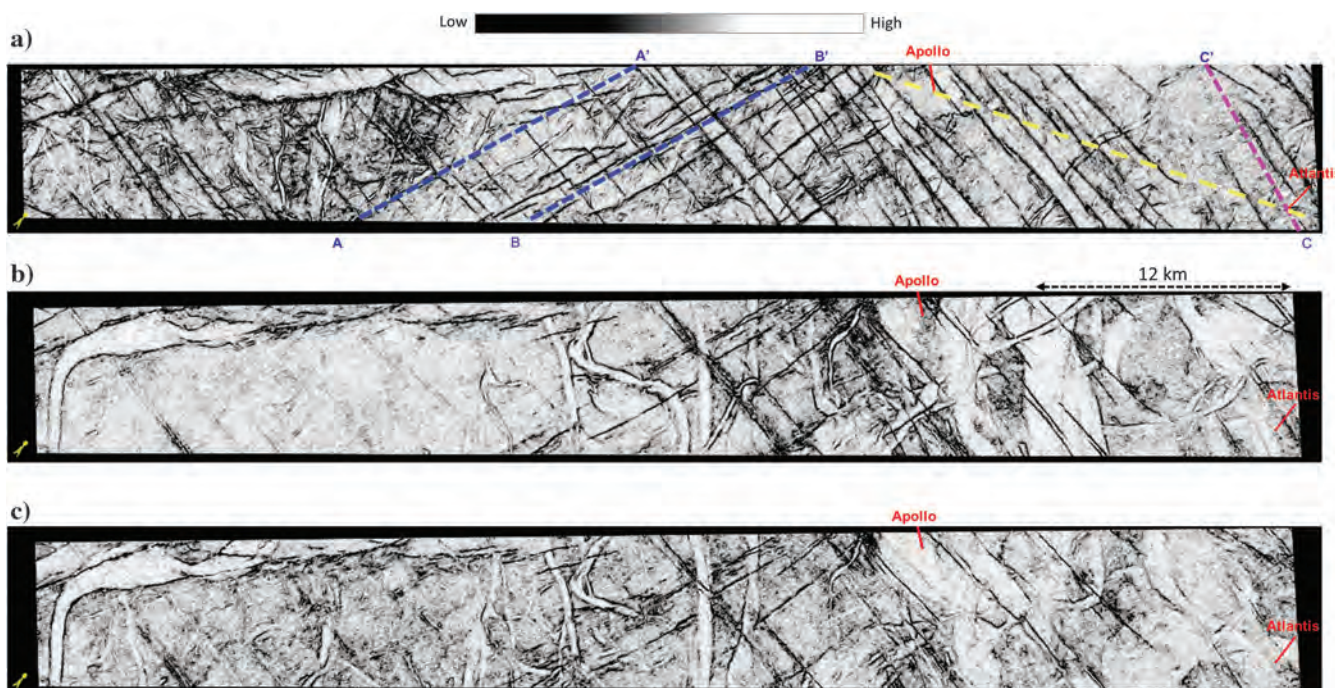 Low High
a)
A' B' Apollo C'
Atlantis
A B C
b)
12 km
Apollo
Atlantis
c)
Apollo
Atlantis